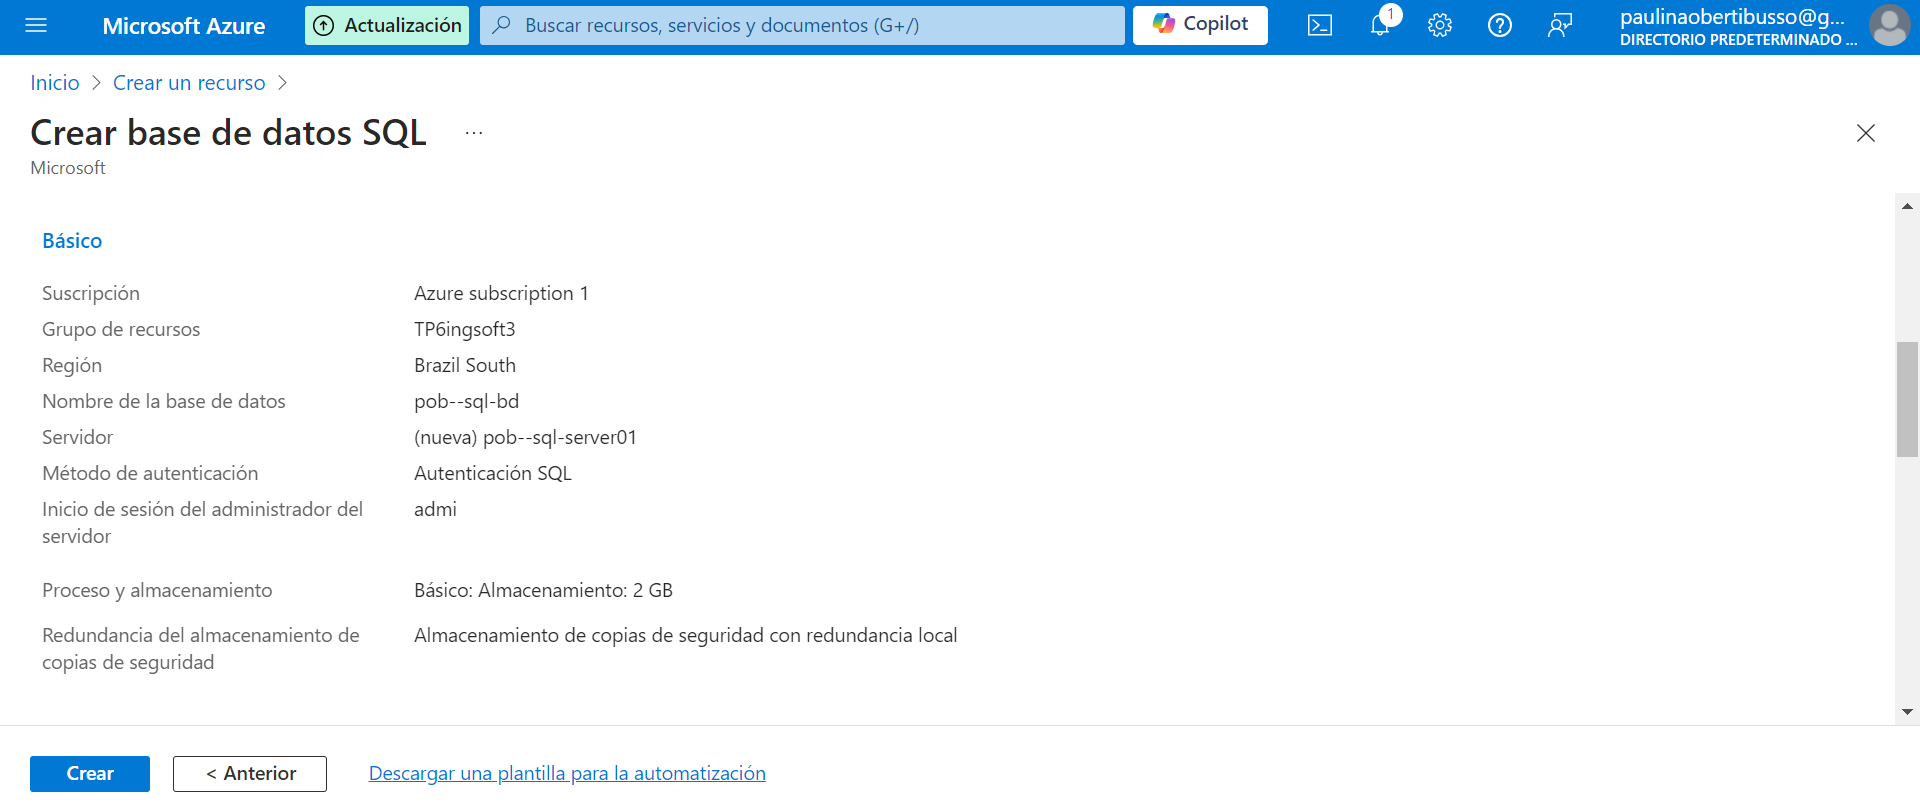 Microsoft Azure
Actualización
Buscar recursos, servicios y documentos (G+/)
Copilot
1
paulinaobertibusso@g...
DIRECTORIO PREDETERMINADO ...
Inicio > Crear un recurso >
Crear base de datos SQL ...
Microsoft
Básico
Suscripción Azure subscription 1
Grupo de recursos TP6ingsoft3
Región Brazil South
Nombre de la base de datos pob--sql-bd
Servidor (nueva) pob--sql-server01
Método de autenticación Autenticación SQL
Inicio de sesión del administrador del admi
servidor
Proceso y almacenamiento Básico: Almacenamiento: 2 GB
Redundancia del almacenamiento de Almacenamiento de copias de seguridad con redundancia local
copias de seguridad
Crear
< Anterior
Descargar una plantilla para la automatización